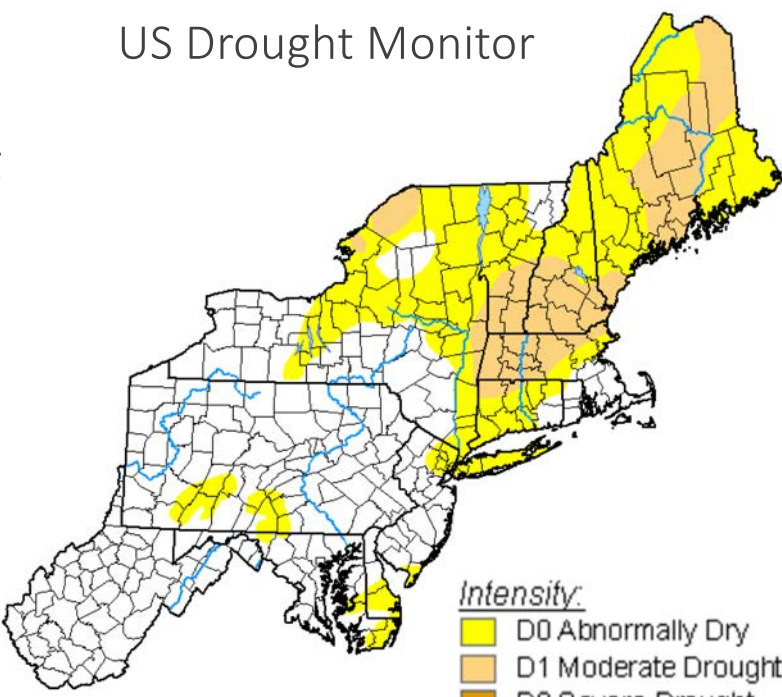 US Drought Monitor
Intensity:
D0 Abnormally Dry
D1 Moderate Drought